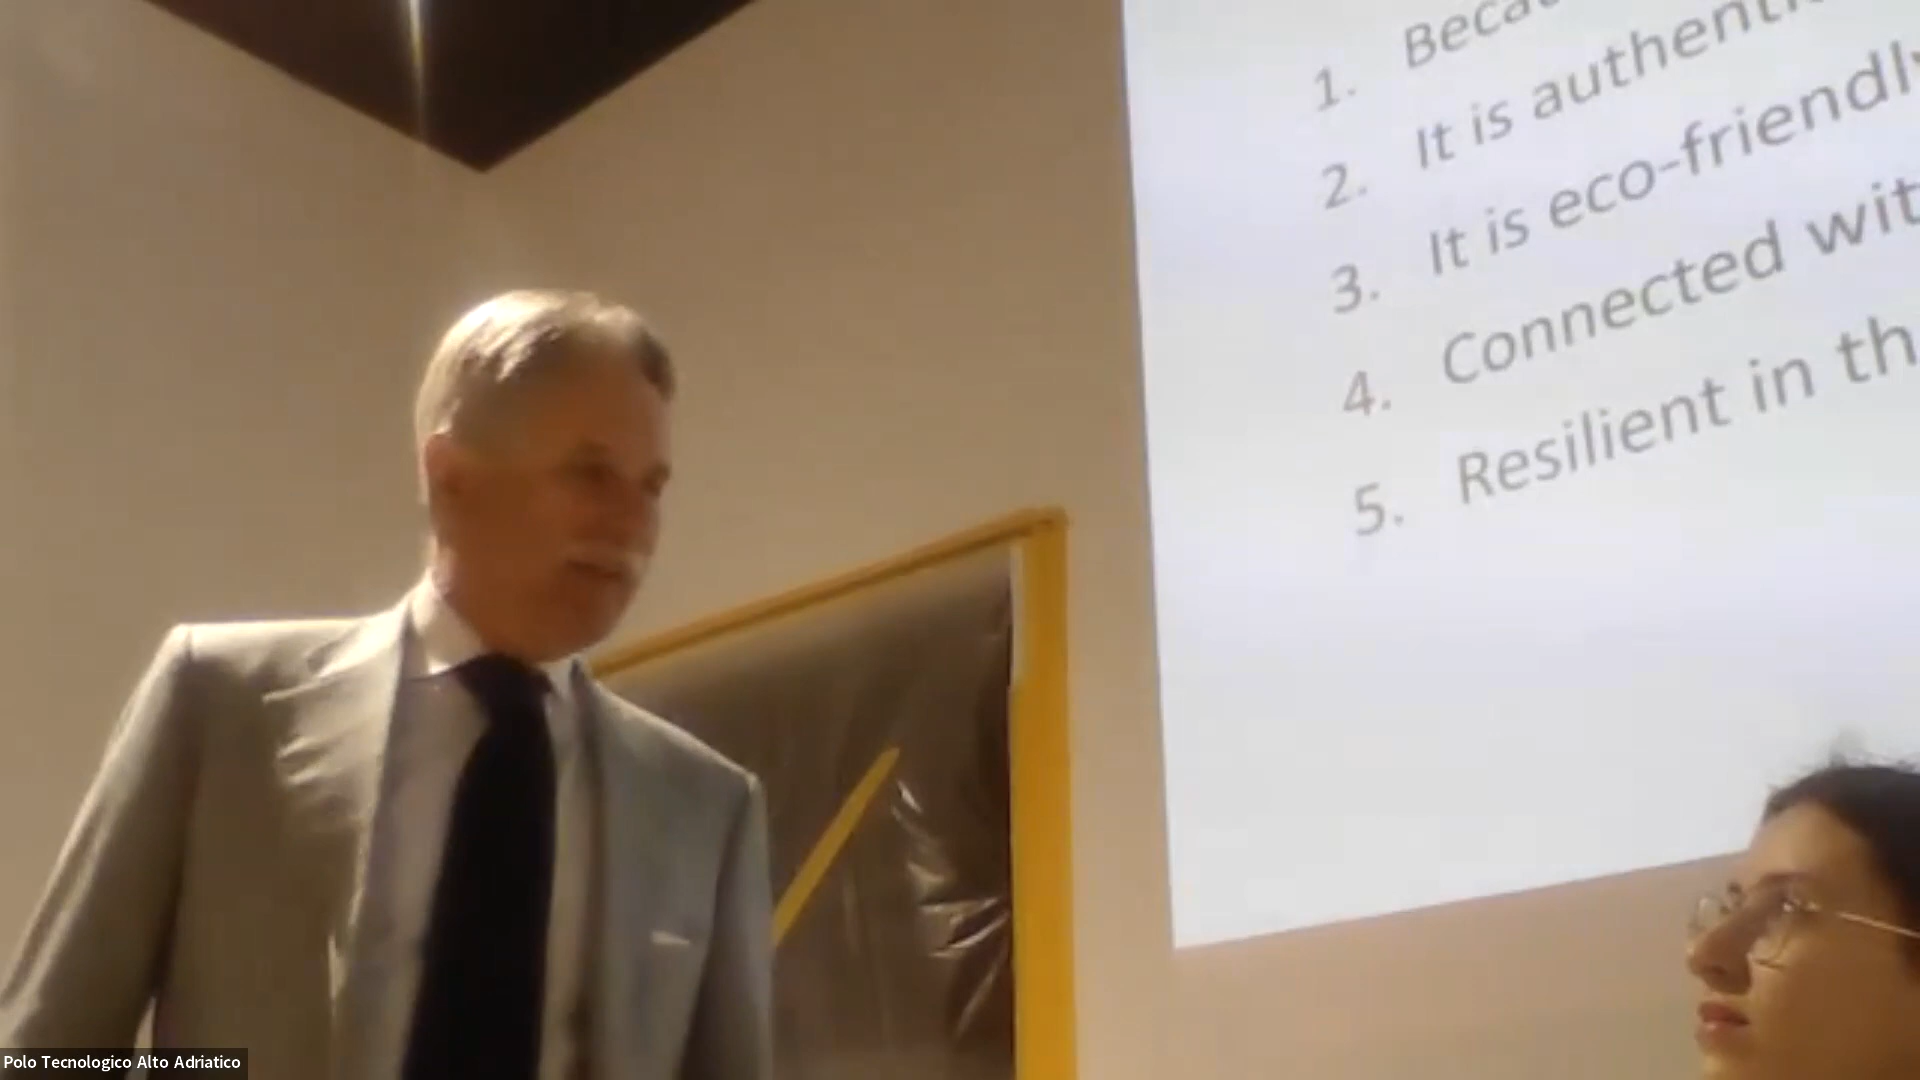 1. Beca
2. It is authenti
3. It is eco-friendly
4. Connected wit
5. Resilient in th
Polo Tecnologico Alto Adriatico